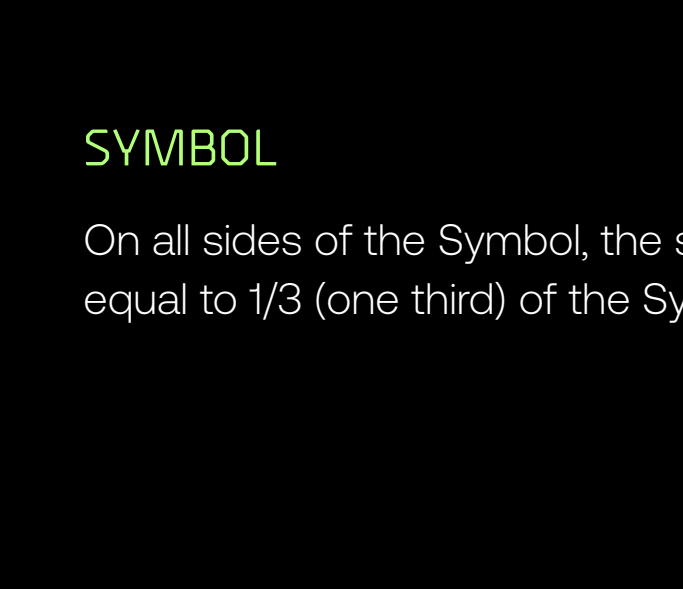 SYMBOL
On all sides of the Symbol, the
equal to 1/3 (one third) of the